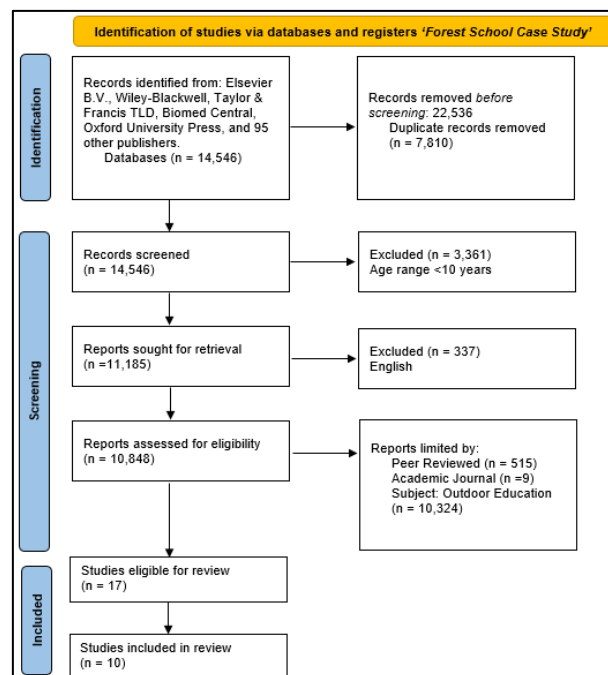 Identification of studies via databases and registers ‘Forest School Case Study’
Identification
Records identified from: Elsevier
B.V., Wiley-Blackwell, Taylor &
Francis TLD, Biomed Central,
Oxford University Press, and 95
other publishers.
Databases (n = 14,546)
Records removed before
screening: 22,536
Duplicate records removed
(n = 7,810)
Screening
Records screened
(n = 14,546)
Excluded (n = 3,361)
Age range <10 years
Reports sought for retrieval
(n =11,185)
Excluded (n = 337)
English
Reports assessed for eligibility
(n = 10,848)
Reports limited by:
Peer Reviewed (n = 515)
Academic Journal (n =9)
Subject: Outdoor Education
(n = 10,324)
Included
Studies eligible for review
(n = 17)
Studies included in review
(n = 10)